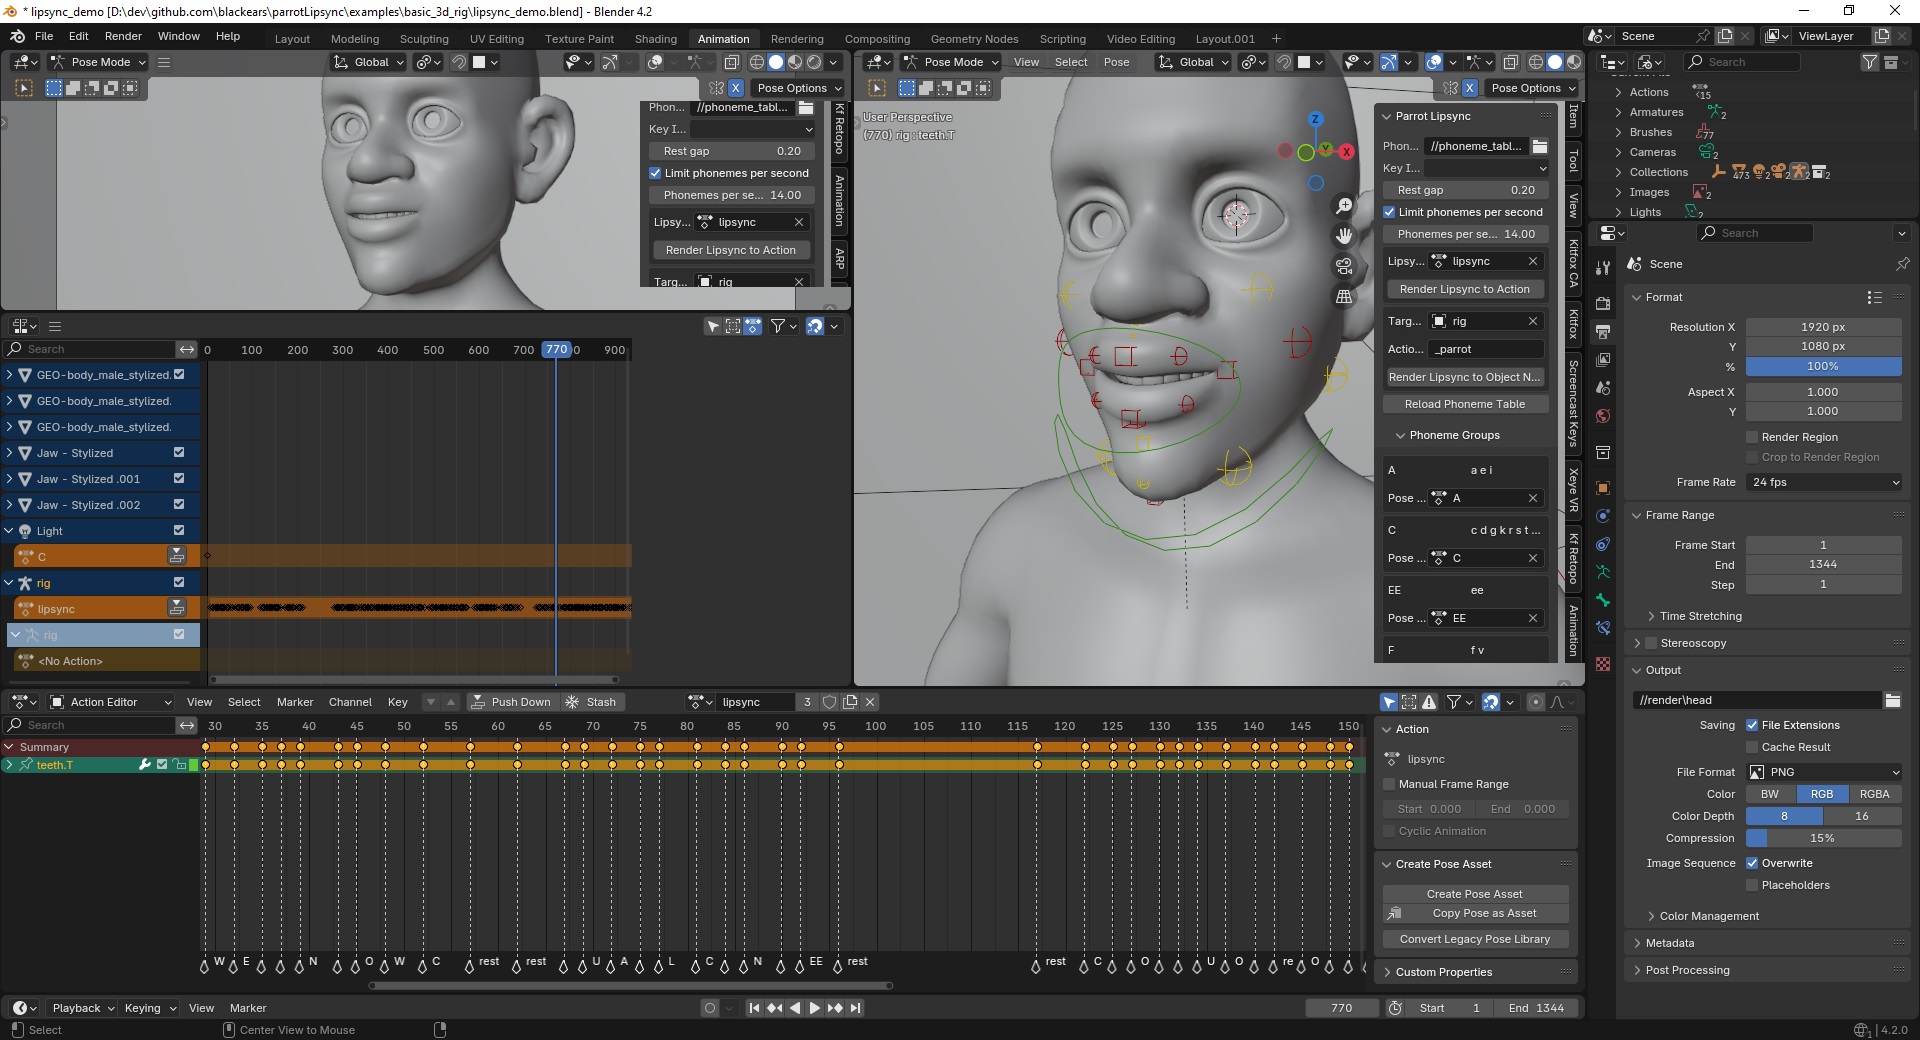 * lipsync_demo [D:\dev\github.com\blackears\parrotLipsync\examples\basic_3d_rig\lipsync_demo.blend] - Blender 4.2
File Edit Render Window Help Layout Modeling Sculpting UV Editing Texture Paint Shading Animation Rendering Compositing Geometry Nodes Scripting Video Editing Layout.001 + Scene ViewLayer
Pose Mode Global
Pose Options
Phon... //phoneme_tabl...
Key I...
Rest gap 0.20
Limit phonemes per second
Phonemes per se... 14.00
Lipsy... lipsync
Render Lipsync to Action
Targ... rig
Kf Retopo
Animation
ARP
Pose Mode View Select Pose Global
Pose Options
User Perspective
(770) rig : teeth.T
Z
Y
X
Parrot Lipsync
Phon... //phoneme_tabl...
Key I...
Rest gap 0.20
Limit phonemes per second
Phonemes per se... 14.00
Lipsy... lipsync
Render Lipsync to Action
Targ... rig
Actio... _parrot
Render Lipsync to Object N...
Reload Phoneme Table
Phoneme Groups
A a e i
Pose ... A
C c d g k r s t ...
Pose ... C
EE ee
Pose ... EE
F f v
Item
Tool
View
Kitfox CA
Kitfox
Screencast Keys
Xeye VR
Kf Retopo
Animation
Search
0 100 200 300 400 500 600 700 770 0 900
GEO-body_male_stylized.
GEO-body_male_stylized.
GEO-body_male_stylized.
Jaw - Stylized
Jaw - Stylized .001
Jaw - Stylized .002
Light
C
rig
lipsync
rig
<No Action>
Action Editor View Select Marker Channel Key Push Down Stash lipsync 3
Search
30 35 40 45 50 55 60 65 70 75 80 85 90 95 100 105 110 115 120 125 130 135 140 145 150
Summary
teeth.T
W E N O W C rest rest U A L C N EE rest rest C O U O re O
Action
lipsync
Manual Frame Range
Start 0.000 End 0.000
Cyclic Animation
Create Pose Asset
Create Pose Asset
Copy Pose as Asset
Convert Legacy Pose Library
Custom Properties
Playback Keying View Marker 770 Start 1 End 1344
Select Center View to Mouse 4.2.0
Search
Actions 15
Armatures 2
Brushes 77
Cameras 2
Collections 473 2 2 2 2
Images 2
Lights 2
Search
Scene
Format
Resolution X 1920 px
Y 1080 px
% 100%
Aspect X 1.000
Y 1.000
Render Region
Crop to Render Region
Frame Rate 24 fps
Frame Range
Frame Start 1
End 1344
Step 1
Time Stretching
Stereoscopy
Output
//render\head
Saving File Extensions
Cache Result
File Format PNG
Color BW RGB RGBA
Color Depth 8 16
Compression 15%
Image Sequence Overwrite
Placeholders
Color Management
Metadata
Post Processing